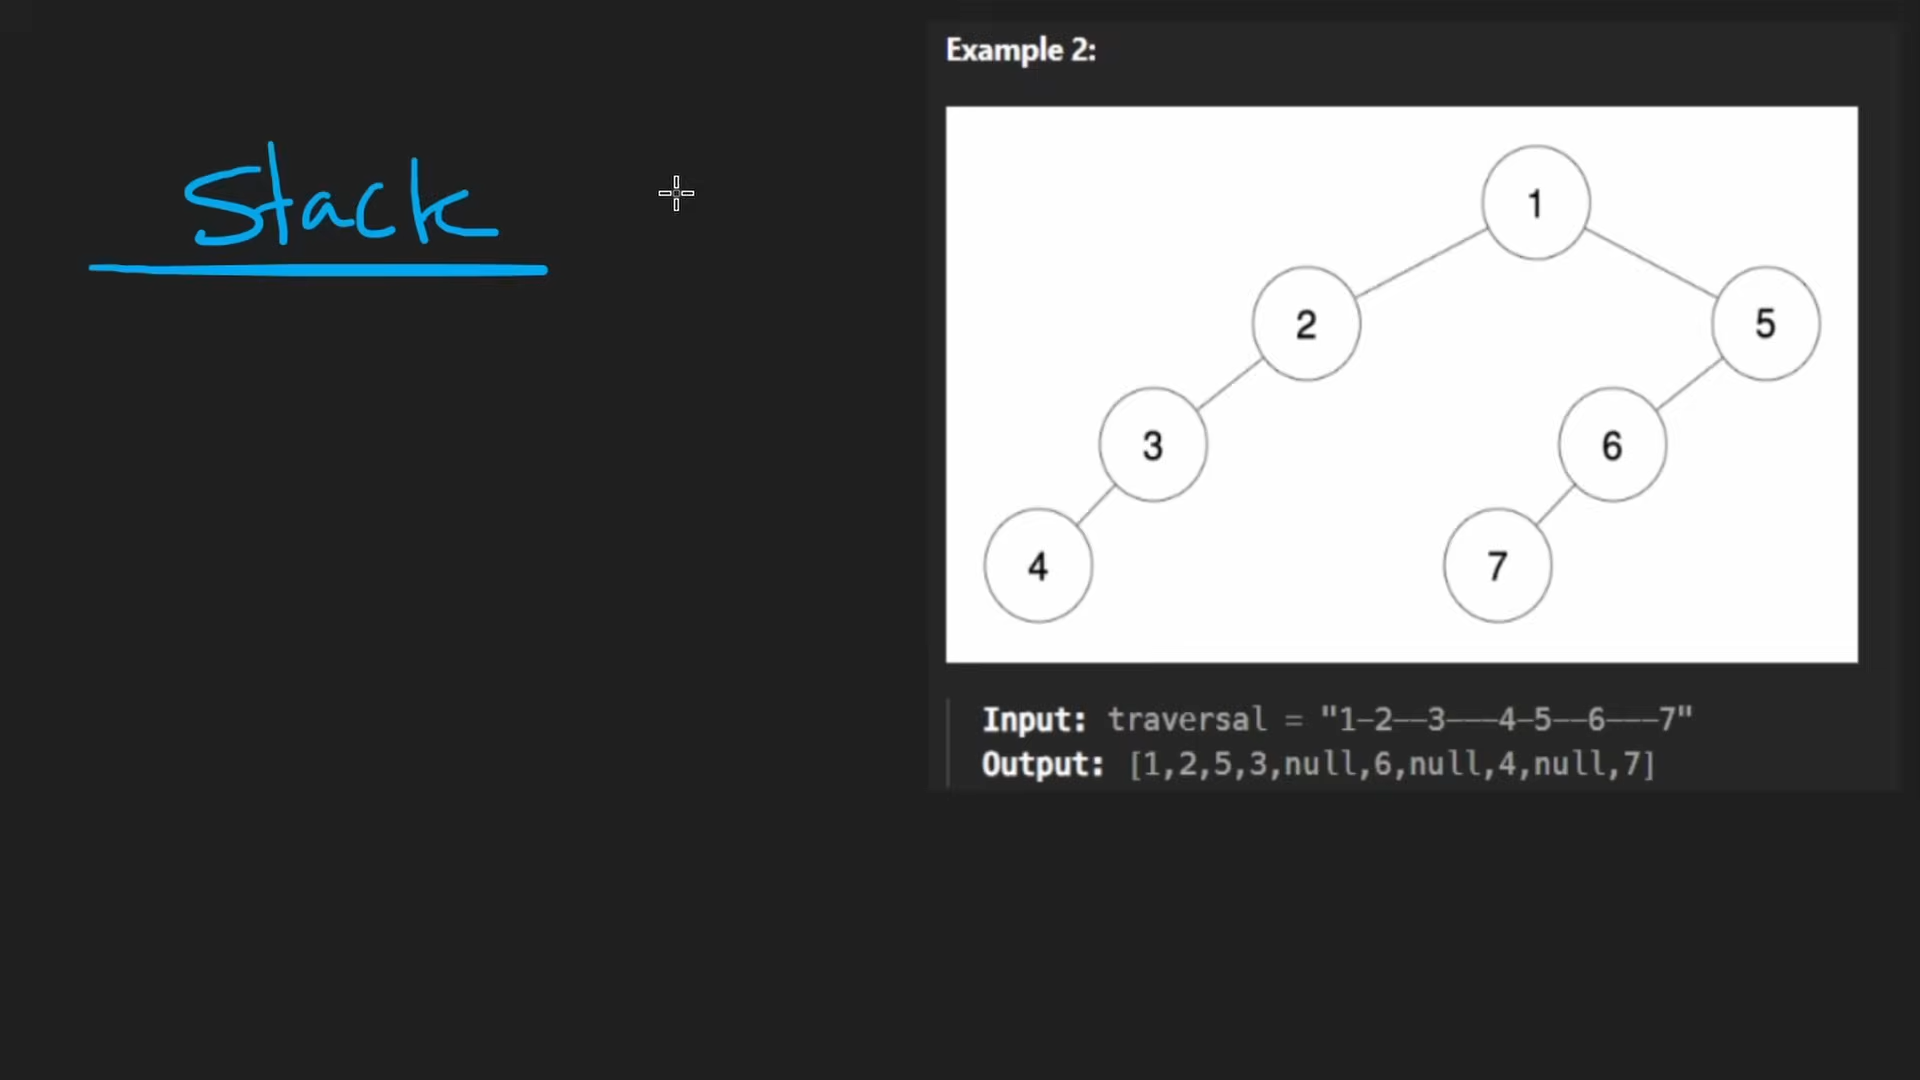 Stack
Example 2:
1
2
5
3
6
4
7
Input: traversal = "1-2--3---4-5--6---7"
Output: [1,2,5,3,null,6,null,4,null,7]